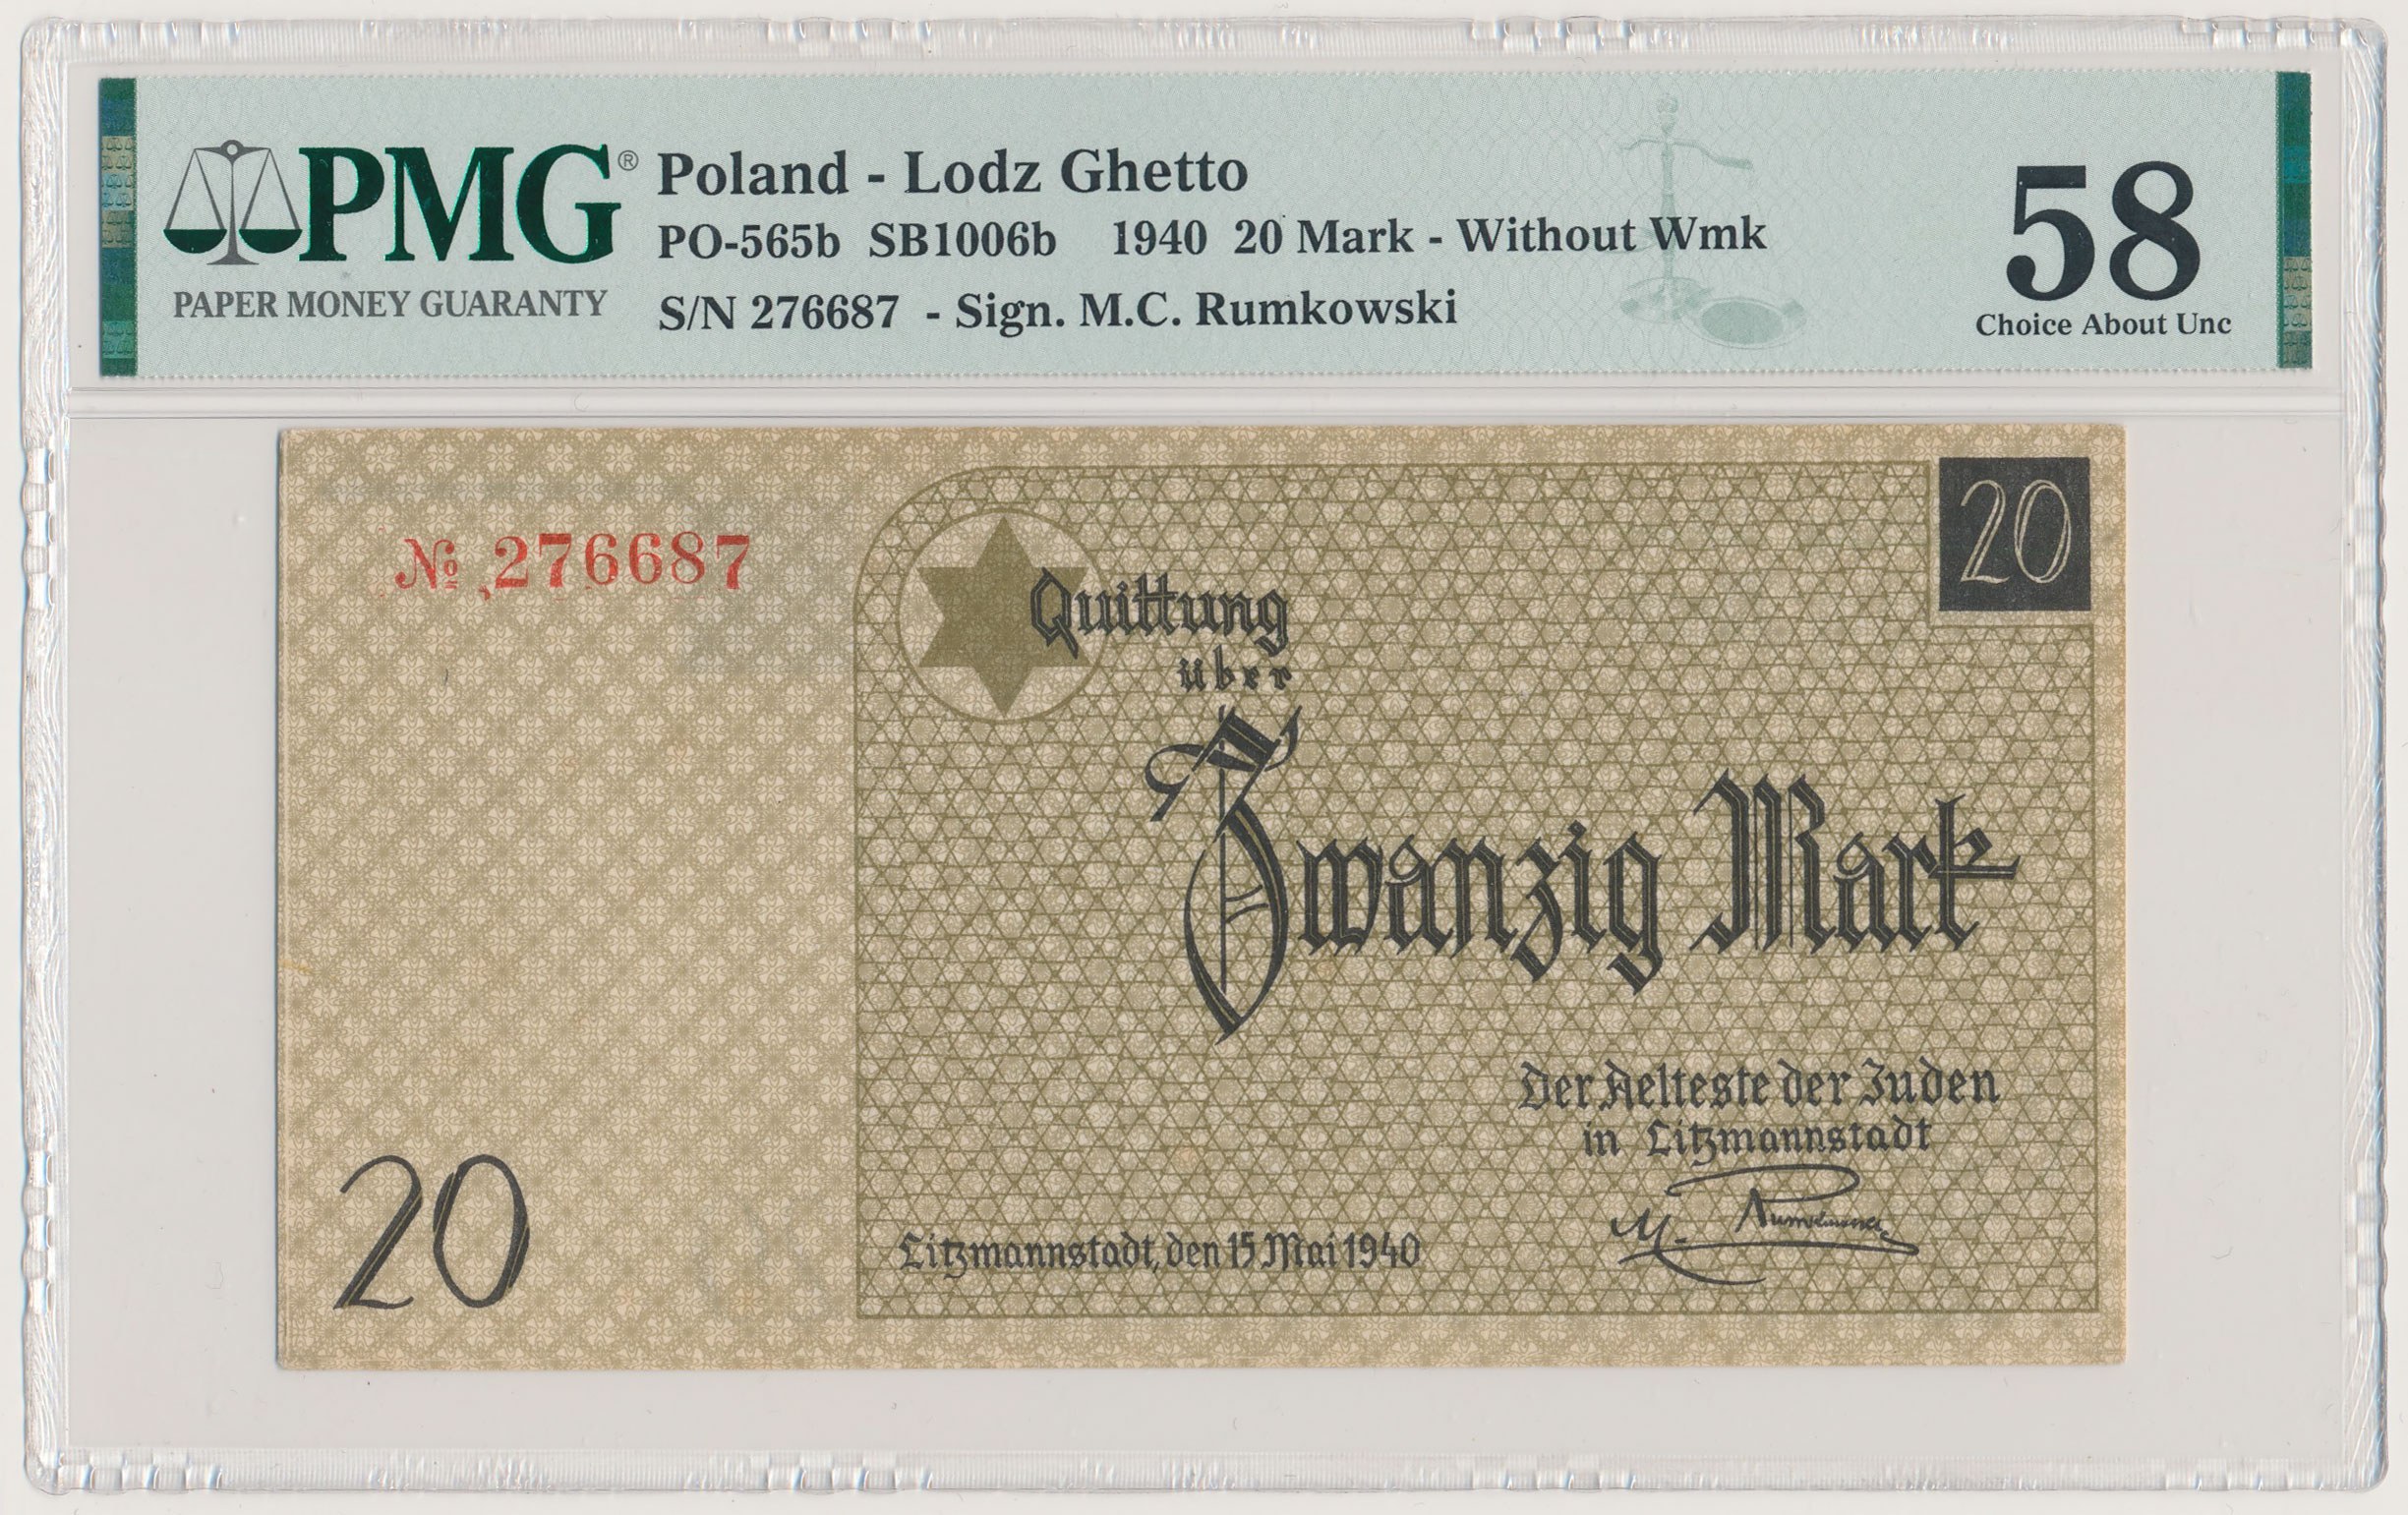 PMG®
PAPER MONEY GUARANTY
Poland - Lodz Ghetto
PO-565b SB1006b 1940 20 Mark - Without Wmk
S/N 276687 - Sign. M.C. Rumkowski
58
Choice About Unc
№ 276687
20
Quittung
über
Zwanzig Mark
Der Aelteste der Juden
in Litzmannstadt
M. Rumkowski
Litzmannstadt, den 15 Mai 1940
20